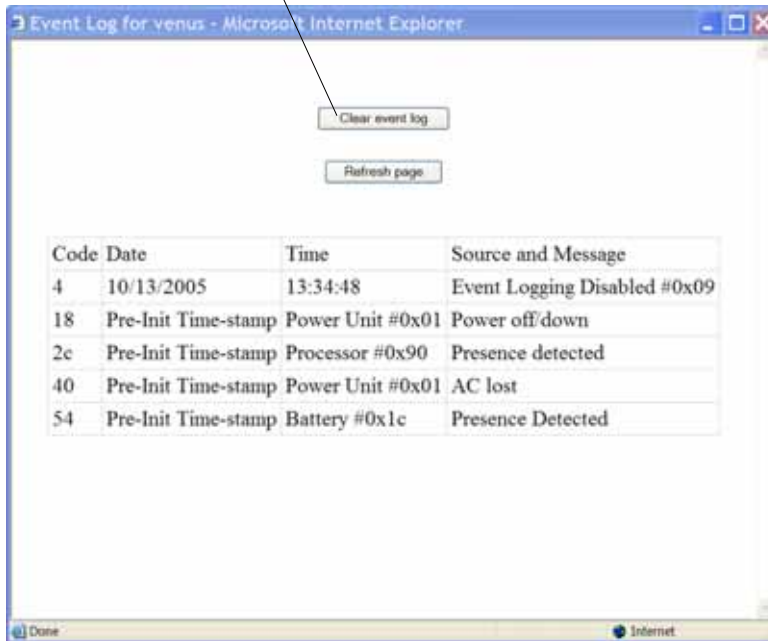 Event Log for venus - Microsoft Internet Explorer
Clear event log
Refresh page
Code Date Time Source and Message
4 10/13/2005 13:34:48 Event Logging Disabled #0x09
18 Pre-Init Time-stamp Power Unit #0x01 Power off/down
2c Pre-Init Time-stamp Processor #0x90 Presence detected
40 Pre-Init Time-stamp Power Unit #0x01 AC lost
54 Pre-Init Time-stamp Battery #0x1c Presence Detected
Done Internet